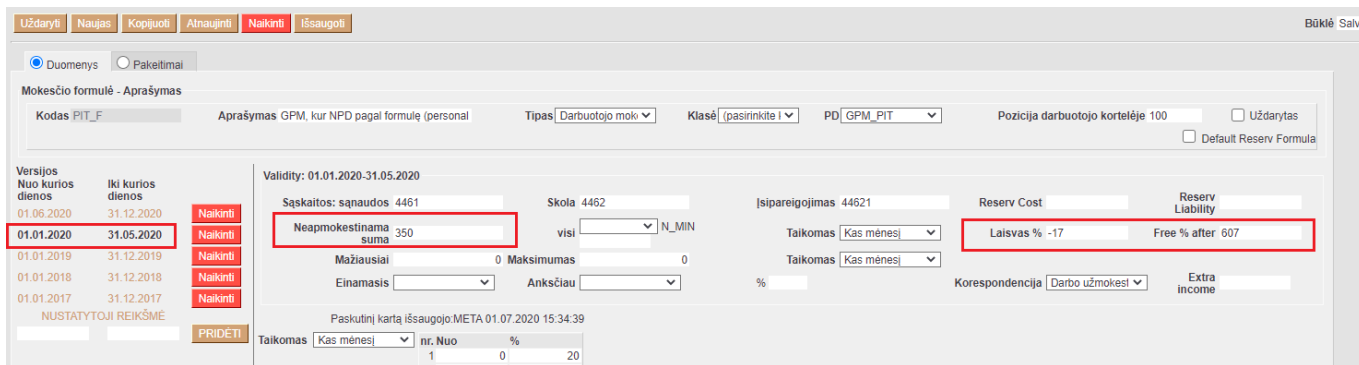 Uždaryti Naujas Kopijuoti Atnaujinti Naikinti Išsaugoti Būklė Salv
Duomenys Pakeitimai
Mokesčio formulė - Aprašymas
Kodas PIT_F Aprašymas GPM, kur NPD pagal formulę (personal Tipas Darbuotojo mok Klasė (pasirinkite PD GPM_PIT Pozicija darbuotojo kortelėje 100 Uždarytas
Default Reserv Formula
Versijos
Nuo kurios dienos Iki kurios dienos
01.06.2020 31.12.2020 Naikinti
01.01.2020 31.05.2020 Naikinti
01.01.2019 31.12.2019 Naikinti
01.01.2018 31.12.2018 Naikinti
01.01.2017 31.12.2017 Naikinti
NUSTATYTOJI REIKŠMĖ
PRIDĖTI
Validity: 01.01.2020-31.05.2020
Sąskaitos: sąnaudos 4461 Skola 4462 Įsipareigojimas 44621 Reserv Cost Reserv Liability
Neapmokestinama suma 350 visi N_MIN Taikomas Kas mėnesį Laisvas % -17 Free % after 607
Mažiausiai 0 Maksimumas 0 Taikomas Kas mėnesį
Einamasis Anksčiau % Korespondencija Darbo užmokest Extra income
Paskutinį kartą išsaugojo:META 01.07.2020 15:34:39
Taikomas Kas mėnesį nr. Nuo %
1 0 20